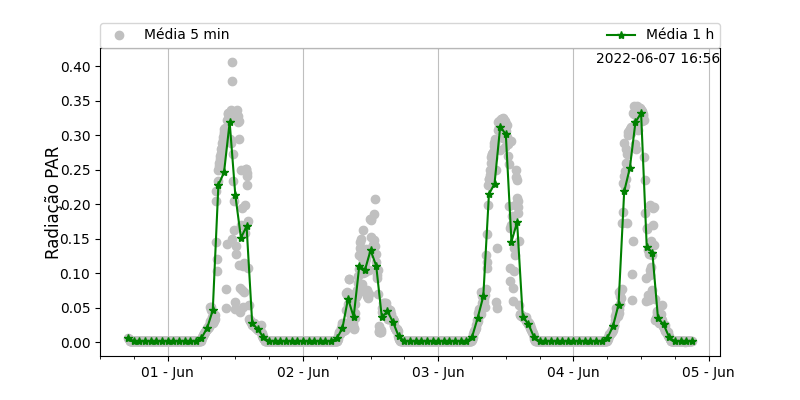 Média 5 min
Média 1 h
2022-06-07 16:56
Radiação PAR
0.40
0.35
0.30
0.25
0.20
0.15
0.10
0.05
0.00
01 - Jun
02 - Jun
03 - Jun
04 - Jun
05 - Jun